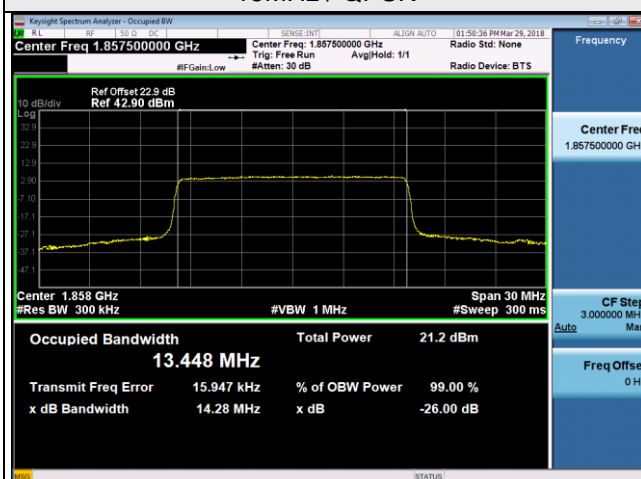 Keysight Spectrum Analyzer - Occupied BW
RL RF 50 Ω DC SENSE:INT ALIGN AUTO 01:50:36 PM Mar 29, 2018
Center Freq 1.857500000 GHz
Center Freq: 1.857500000 GHz
Radio Std: None
Trig: Free Run Avg|Hold: 1/1
#IFGain:Low #Atten: 30 dB Radio Device: BTS
Frequency
Ref Offset 22.9 dB
10 dB/div Ref 42.90 dBm
Log
32.9
22.9
12.9
2.90
-7.10
-17.1
-27.1
-37.1
-47.1
Center 1.858 GHz Span 30 MHz
#Res BW 300 kHz #VBW 1 MHz #Sweep 300 ms
Occupied Bandwidth Total Power 21.2 dBm
13.448 MHz
Transmit Freq Error 15.947 kHz % of OBW Power 99.00 %
x dB Bandwidth 14.28 MHz x dB -26.00 dB
Center Fre
1.857500000 GH
CF Step
3.000000 MH
Auto Ma
Freq Offse
0 H
MSG STATUS